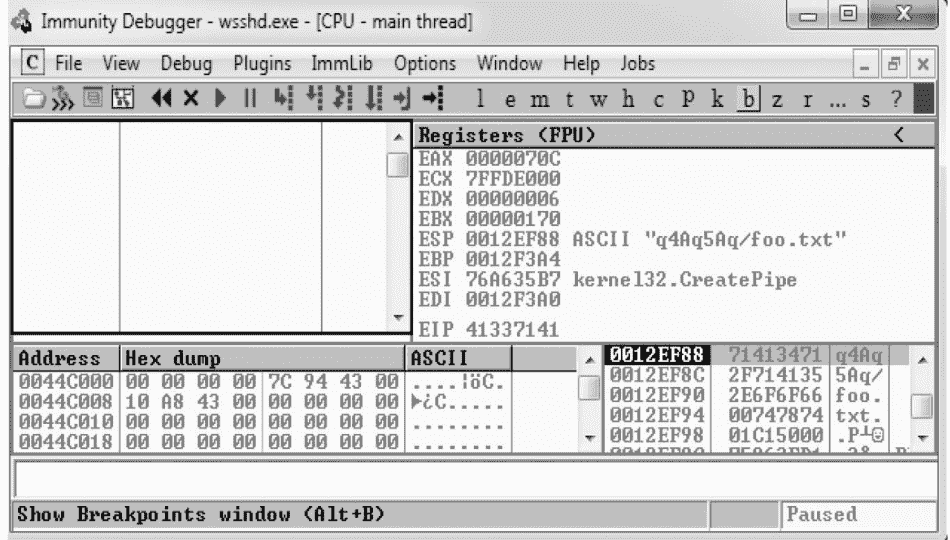 Immunity Debugger - wsshd.exe - [CPU - main thread]
C File View Debug Plugins ImmLib Options Window Help Jobs
l e m t w h c P k b z r ... s ?
Registers (FPU) <
EAX 0000070C
ECX 7FFDE000
EDX 00000006
EBX 00000170
ESP 0012EF88 ASCII "q4Aq5Aq/foo.txt"
EBP 0012F3A4
ESI 76A635B7 kernel32.CreatePipe
EDI 0012F3A0
EIP 41337141
Address Hex dump ASCII
0044C000 00 00 00 00 7C 94 43 00 ....|öC.
0044C008 10 A8 43 00 00 00 00 00 ►¿C.....
0044C010 00 00 00 00 00 00 00 00 ........
0044C018 00 00 00 00 00 00 00 00 ........
0012EF88 71413471 q4Aq
0012EF8C 2F714135 5Aq/
0012EF90 2E6F6F66 foo.
0012EF94 00747874 txt.
0012EF98 01C15000 .P┴☺
Show Breakpoints window (Alt+B) Paused